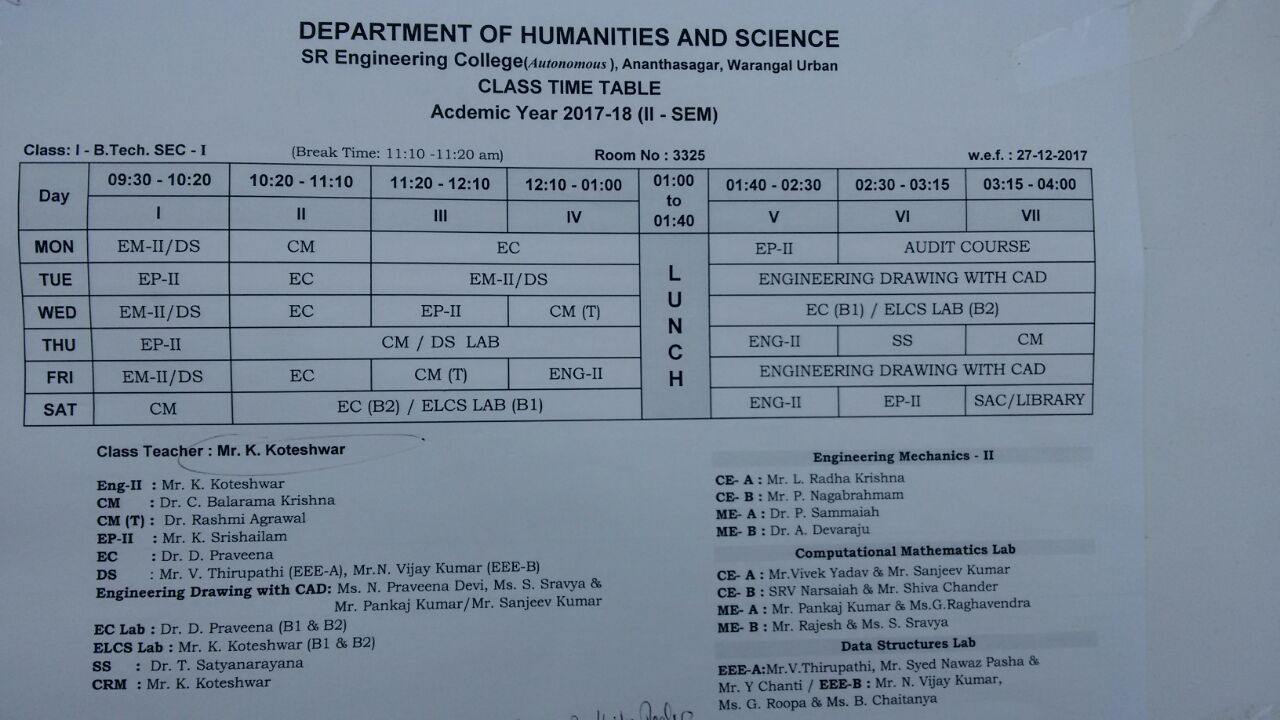 DEPARTMENT OF HUMANITIES AND SCIENCE
SR Engineering College(Autonomous), Ananthasagar, Warangal Urban
CLASS TIME TABLE
Acdemic Year 2017-18 (II - SEM)
Class: I - B.Tech. SEC - I (Break Time: 11:10 -11:20 am) Room No : 3325 w.e.f. : 27-12-2017
Day 09:30 - 10:20 10:20 - 11:10 11:20 - 12:10 12:10 - 01:00 01:00 to 01:40 01:40 - 02:30 02:30 - 03:15 03:15 - 04:00
I II III IV V VI VII
MON EM-II/DS CM EC LUNCH EP-II AUDIT COURSE
TUE EP-II EC EM-II/DS ENGINEERING DRAWING WITH CAD
WED EM-II/DS EC EP-II CM (T) EC (B1) / ELCS LAB (B2)
THU EP-II CM / DS LAB ENG-II SS CM
FRI EM-II/DS EC CM (T) ENG-II ENGINEERING DRAWING WITH CAD
SAT CM EC (B2) / ELCS LAB (B1) ENG-II EP-II SAC/LIBRARY
Class Teacher : Mr. K. Koteshwar
Eng-II : Mr. K. Koteshwar
CM : Dr. C. Balarama Krishna
CM (T) : Dr. Rashmi Agrawal
EP-II : Mr. K. Srishailam
EC : Dr. D. Praveena
DS : Mr. V. Thirupathi (EEE-A), Mr.N. Vijay Kumar (EEE-B)
Engineering Drawing with CAD: Ms. N. Praveena Devi, Ms. S. Sravya &
Mr. Pankaj Kumar/Mr. Sanjeev Kumar
EC Lab : Dr. D. Praveena (B1 & B2)
ELCS Lab : Mr. K. Koteshwar (B1 & B2)
SS : Dr. T. Satyanarayana
CRM : Mr. K. Koteshwar
Engineering Mechanics - II
CE- A : Mr. L. Radha Krishna
CE- B : Mr. P. Nagabrahmam
ME- A : Dr. P. Sammaiah
ME- B : Dr. A. Devaraju
Computational Mathematics Lab
CE- A : Mr.Vivek Yadav & Mr. Sanjeev Kumar
CE- B : SRV Narsaiah & Mr. Shiva Chander
ME- A : Mr. Pankaj Kumar & Ms.G.Raghavendra
ME- B : Mr. Rajesh & Ms. S. Sravya
Data Structures Lab
EEE-A:Mr.V.Thirupathi, Mr. Syed Nawaz Pasha &
Mr. Y Chanti / EEE-B : Mr. N. Vijay Kumar,
Ms. G. Roopa & Ms. B. Chaitanya